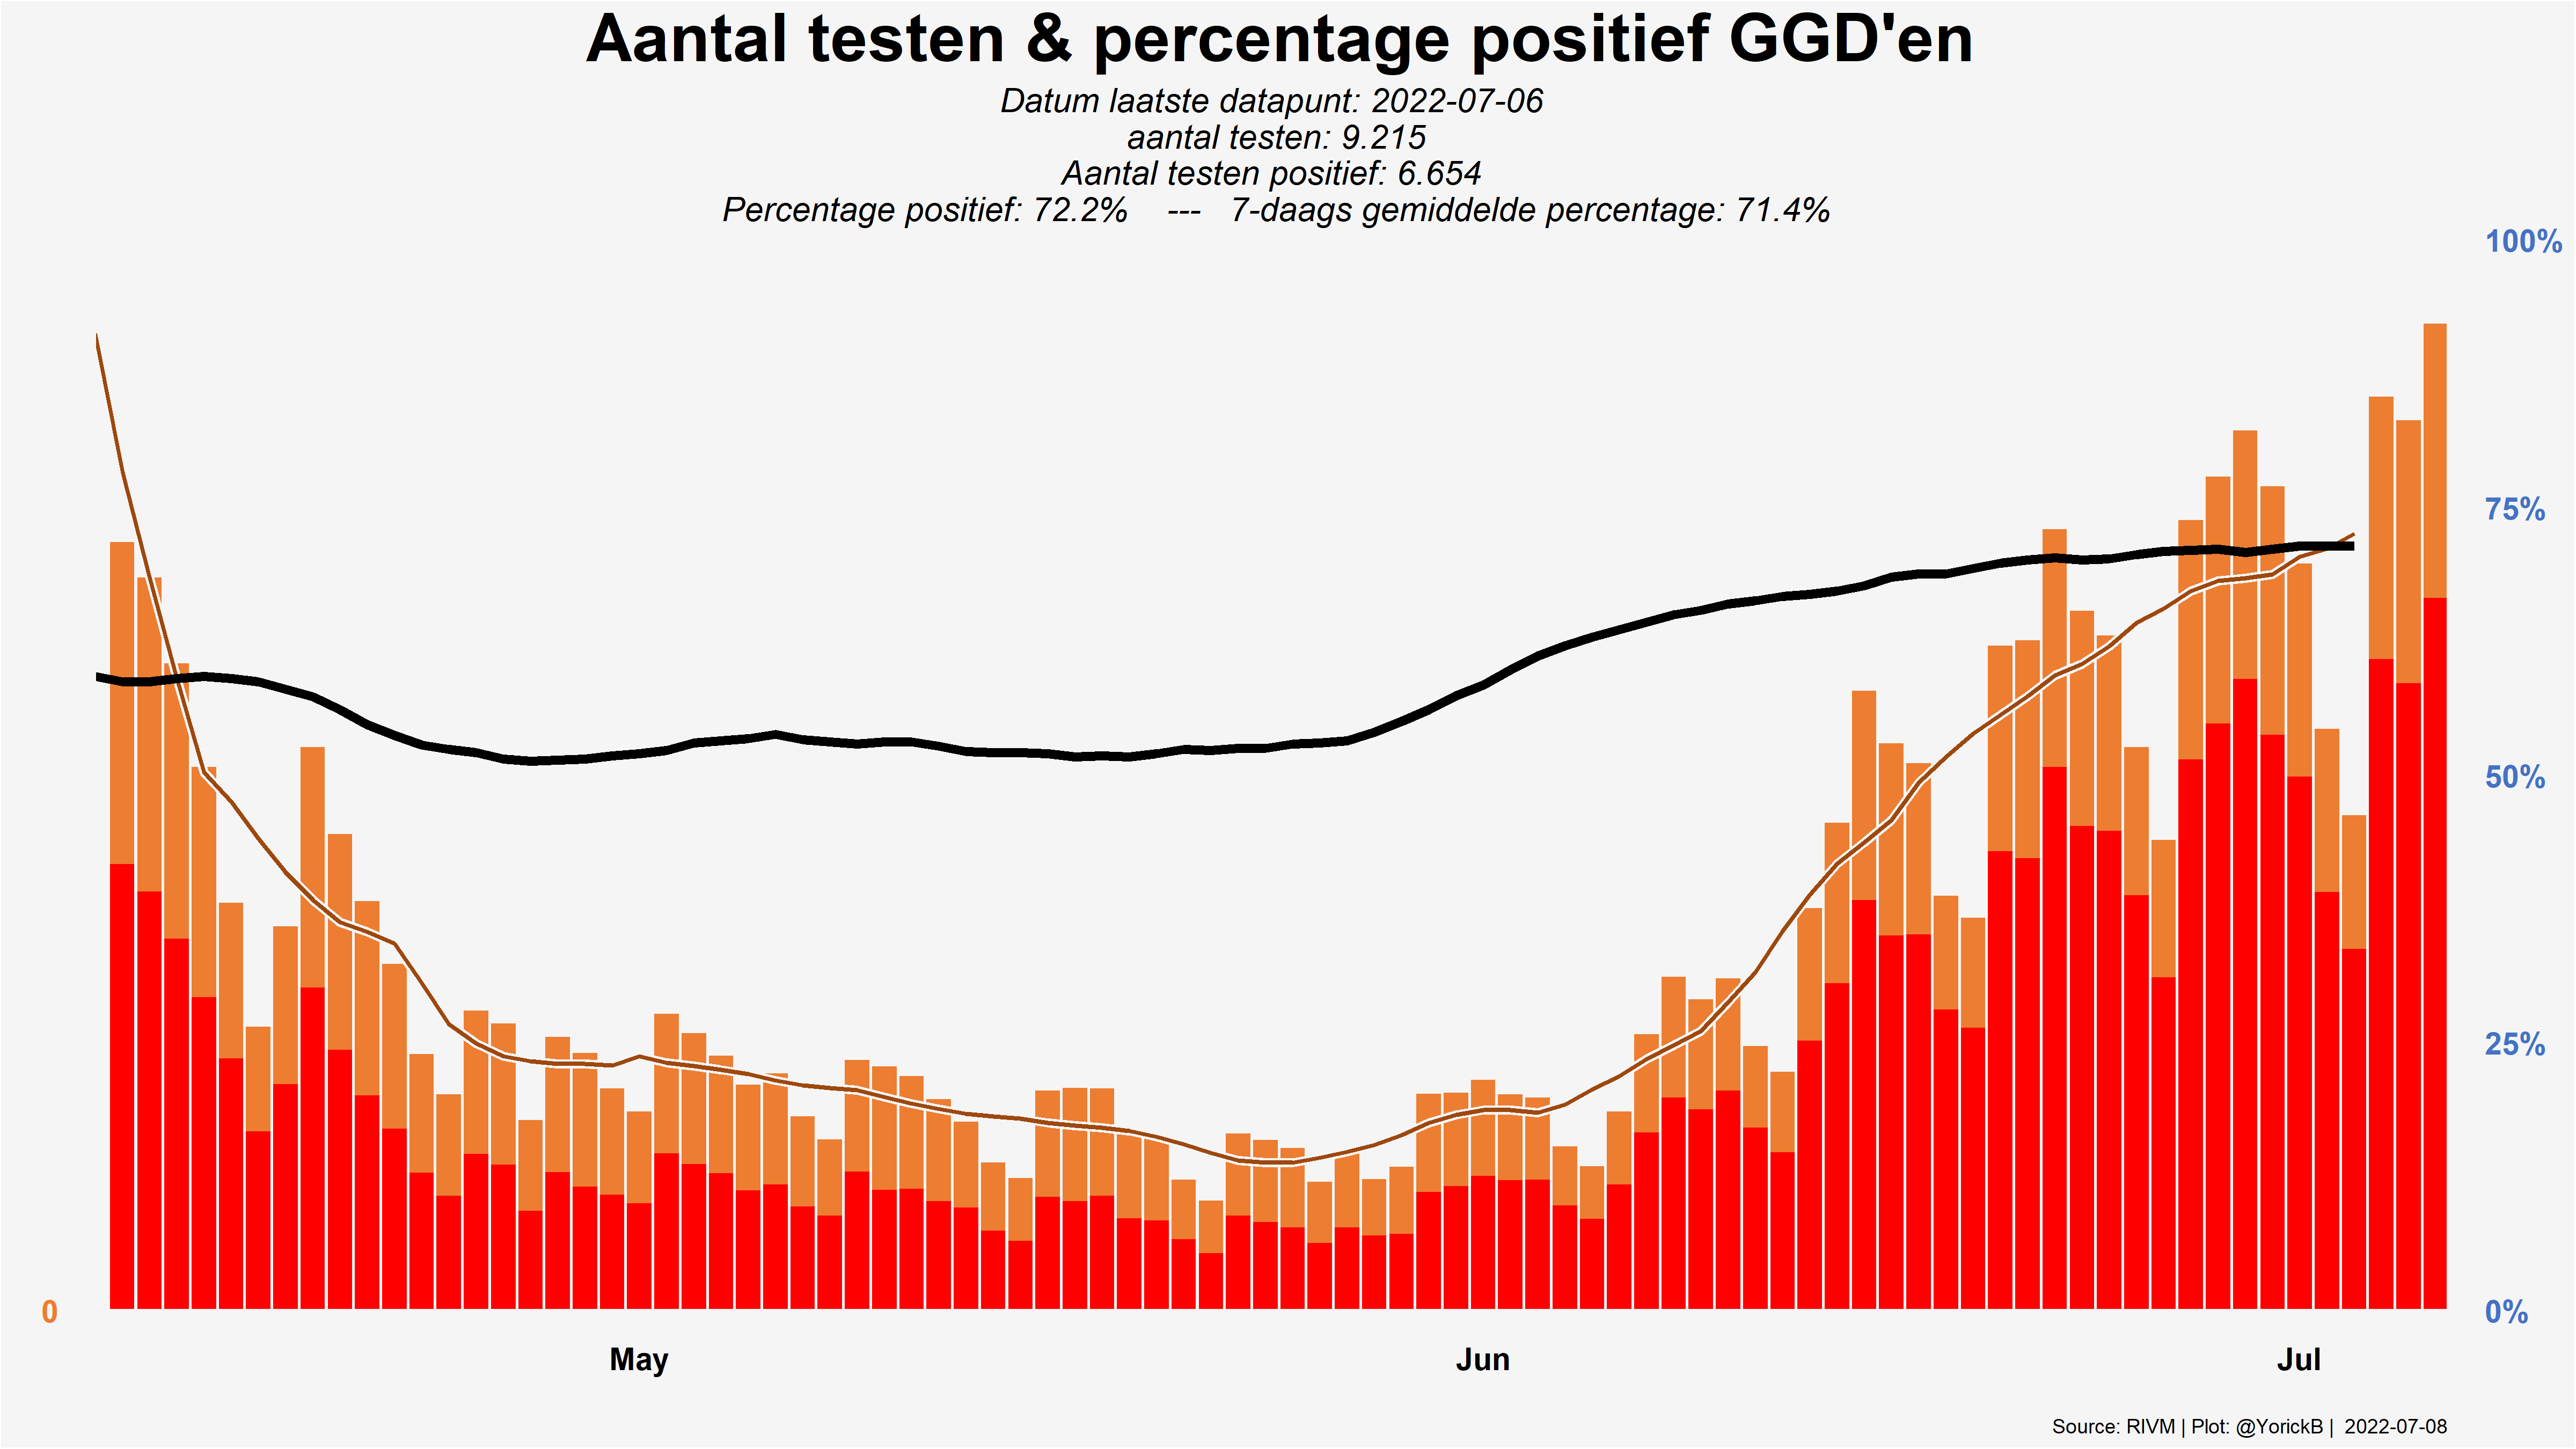 Aantal testen & percentage positief GGD'en
Datum laatste datapunt: 2022-07-06
aantal testen: 9.215
Aantal testen positief: 6.654
Percentage positief: 72.2% --- 7-daags gemiddelde percentage: 71.4%
100%
75%
50%
25%
0 0%
May Jun Jul
Source: RIVM | Plot: @YorickB | 2022-07-08